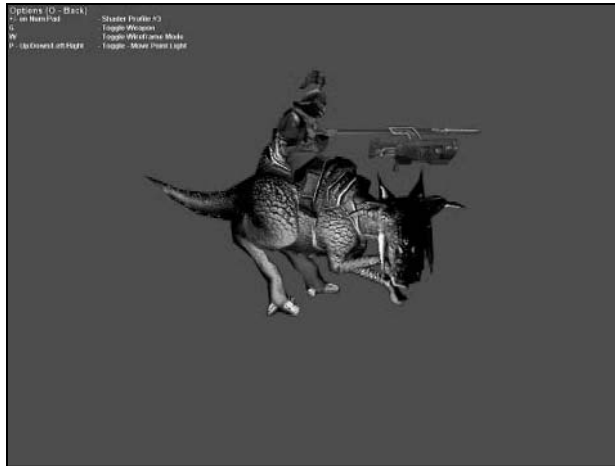 Options (O - Back)
+/- on Num Pad - Shader Profile #3
G - Toggle Weapon
W - Toggle Wireframe Mode
P - Up/Down/Left/Right - Toggle - Move Point Light